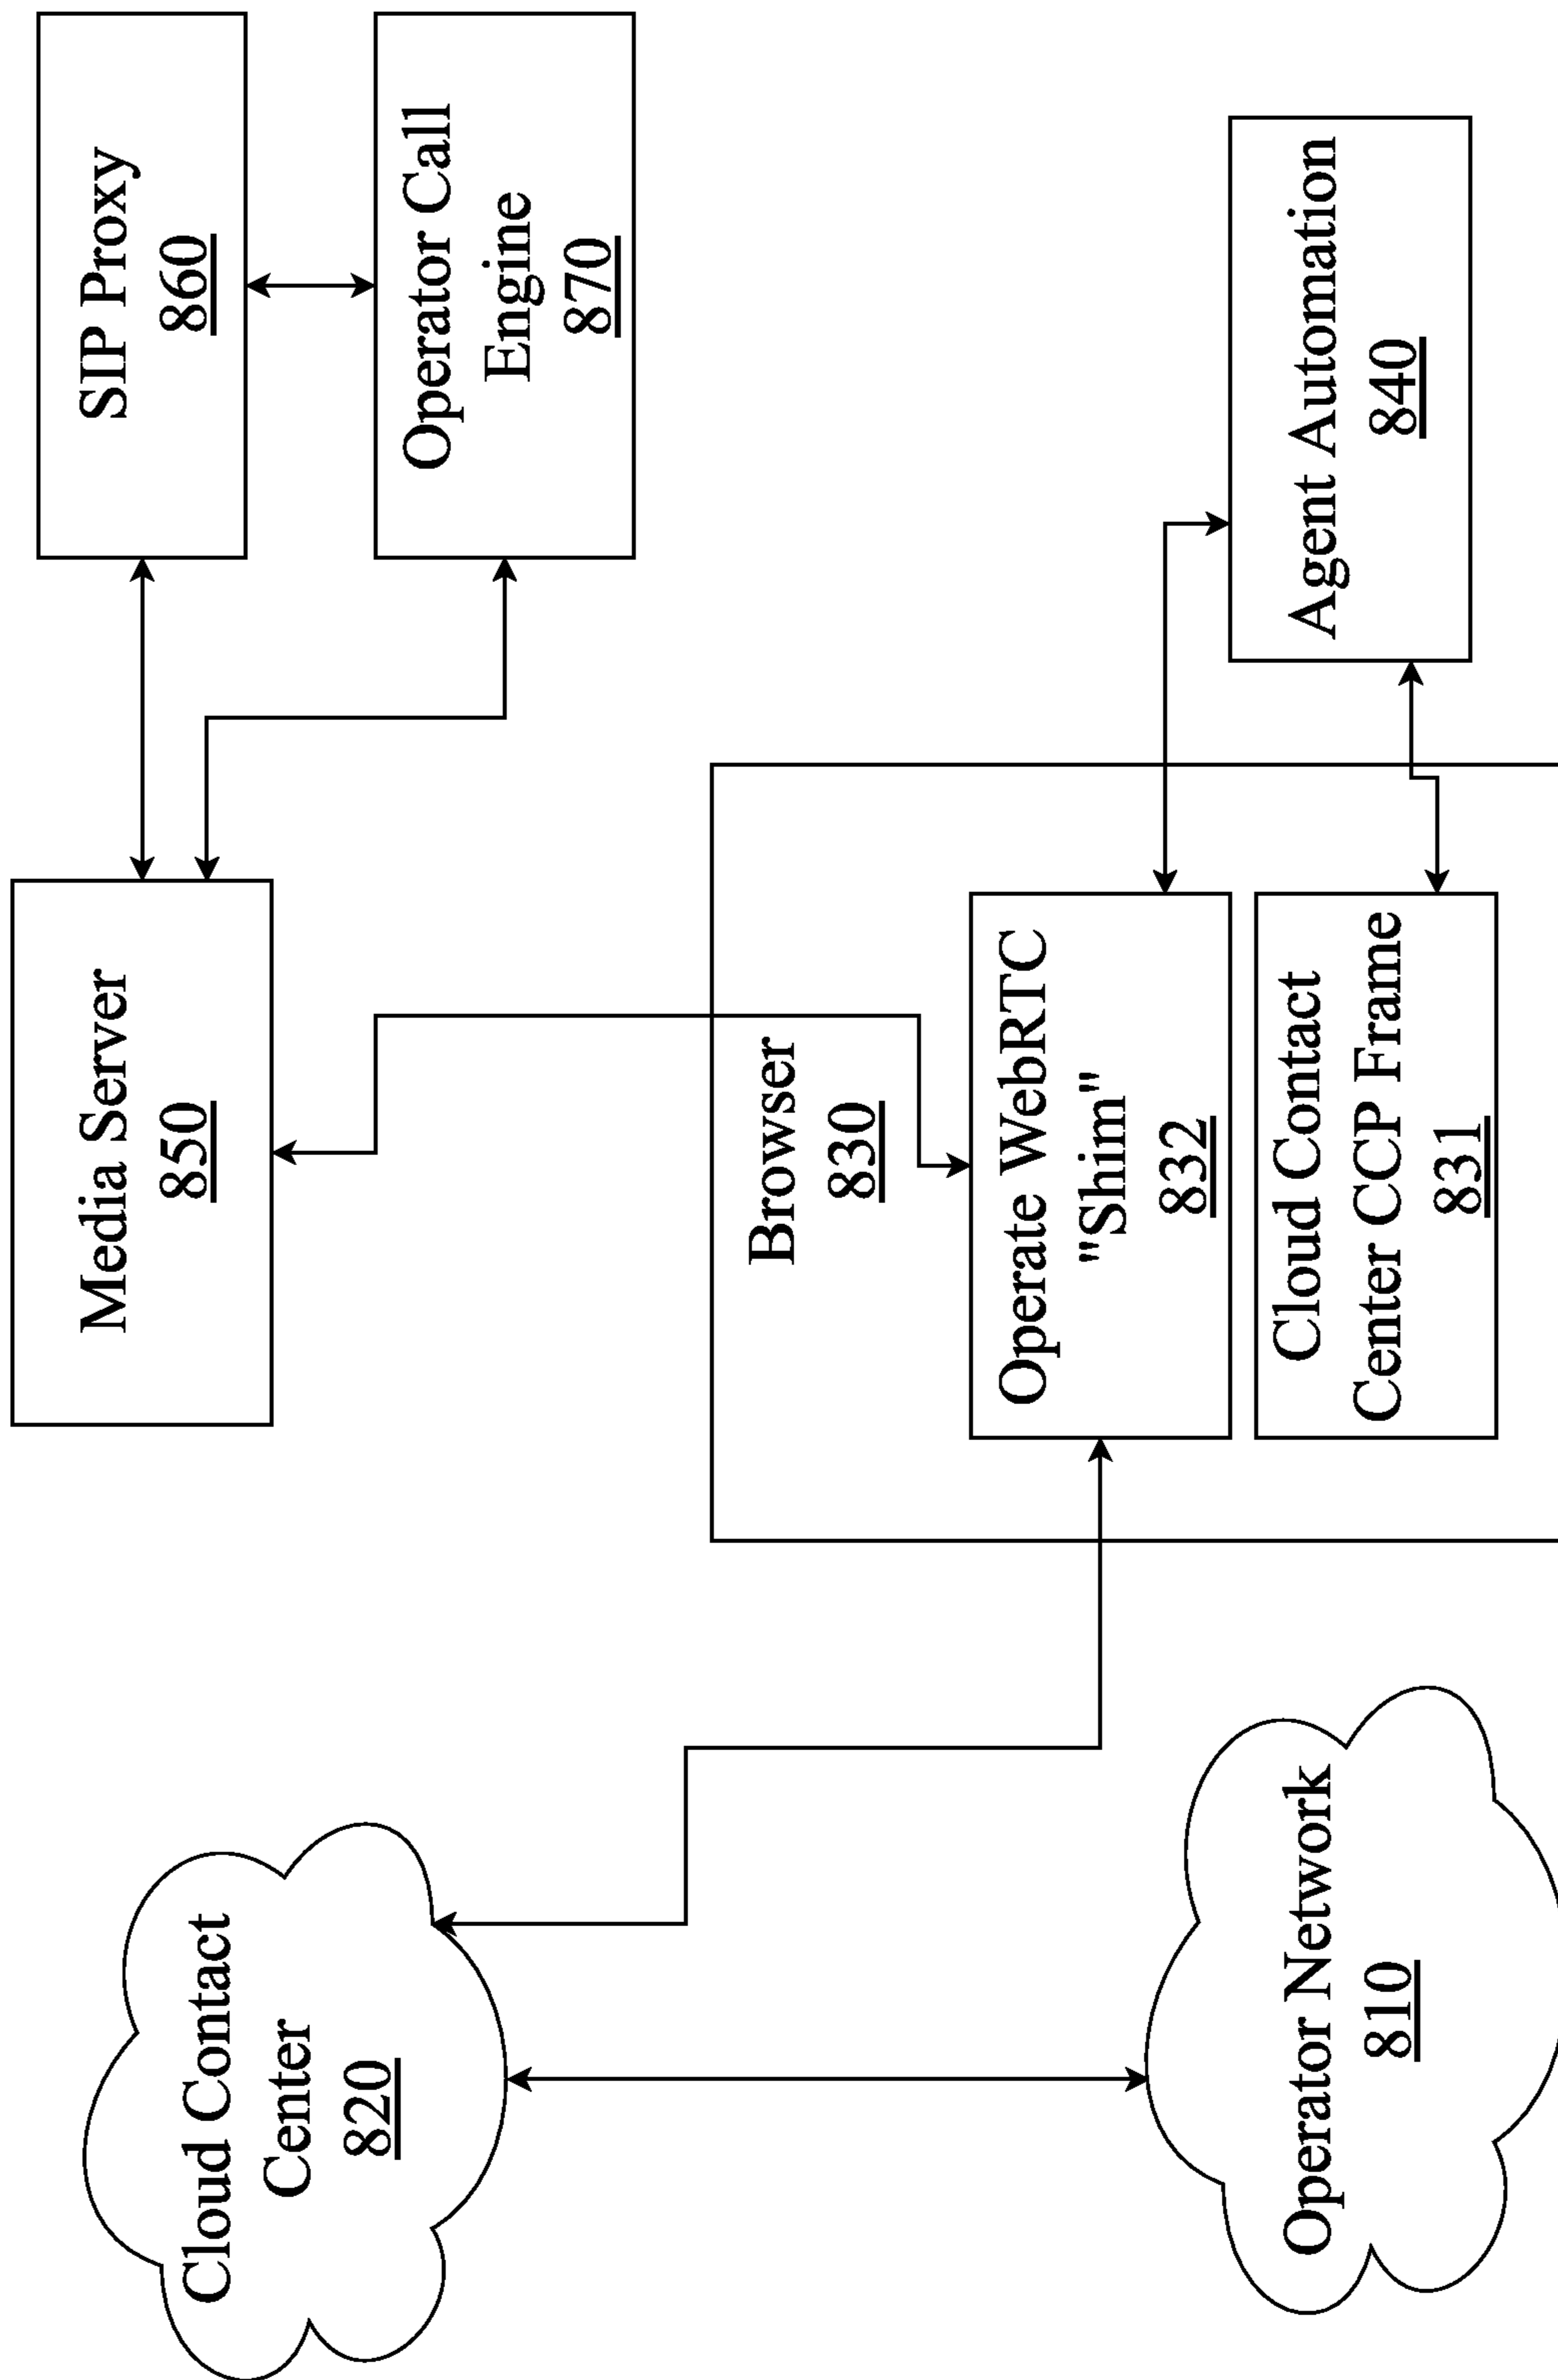 Cloud Contact
Center
820
Media Server
850
SIP Proxy
860
Operator Call
Engine
870
Browser
830
Operate WebRTC
"Shim"
832
Cloud Contact
Center CCP Frame
831
Operator Network
810
Agent Automation
840